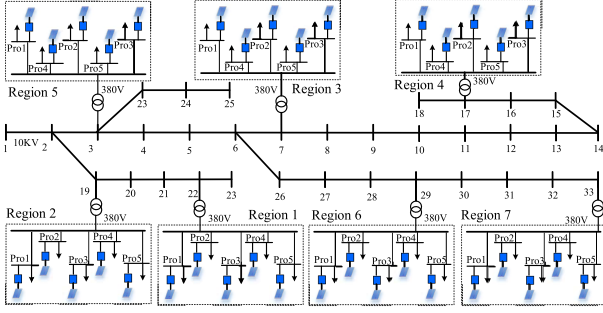 Pro1 Pro2 Pro3
Pro4 Pro5
Pro1 Pro2 Pro3
Pro4 Pro5
Pro1 Pro2 Pro3
Pro4 Pro5
Region 5 380V
380V Region 3
Region 4 380V
23 24 25
18 17 16 15
10KV
1 2 3 4 5 6 7 8 9 10 11 12 13 14
19 20 21 22 23
26 27 28 29 30 31 32 33
Region 2 380V
380V Region 1
Region 6 380V
Region 7 380V
Pro2 Pro4
Pro1 Pro3 Pro5
Pro2 Pro4
Pro1 Pro3 Pro5
Pro2 Pro4
Pro1 Pro3 Pro5
Pro2 Pro4
Pro1 Pro3 Pro5